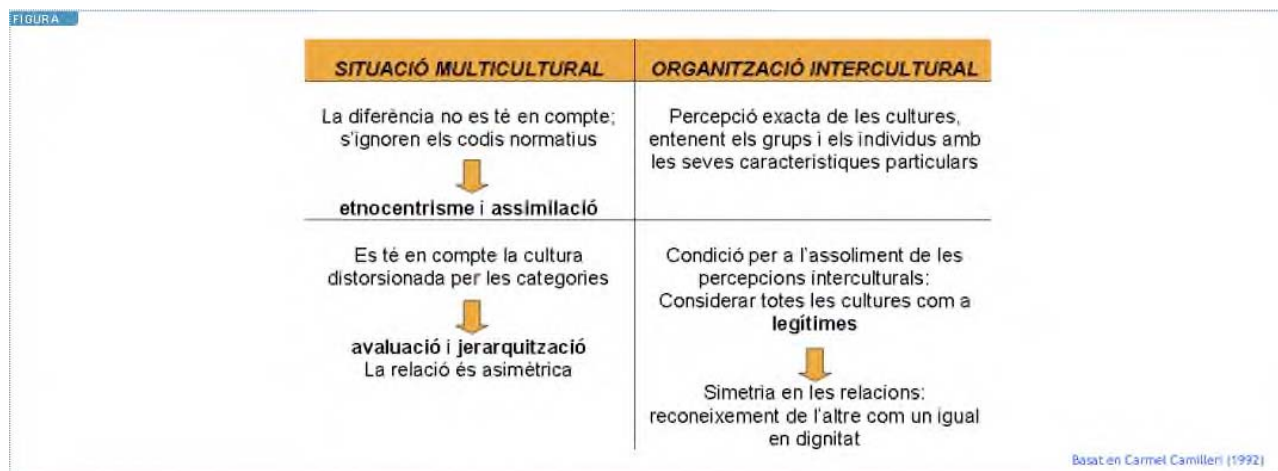 FIGURA
SITUACIÓ MULTICULTURAL
ORGANITZACIÓ INTERCULTURAL
La diferència no es té en compte;
s'ignoren els codis normatius
etnocentrisme i assimilació
Percepció exacta de les cultures,
entenent els grups i els individus amb
les seves característiques particulars
Es té en compte la cultura
distorsionada per les categories
avaluació i jerarquització
La relació és asimètrica
Condició per a l'assoliment de les
percepcions interculturals:
Considerar totes les cultures com a
legítimes
Simetria en les relacions:
reconeixement de l'altre com un igual
en dignitat
Basat en Carmel Camilleri (1992)